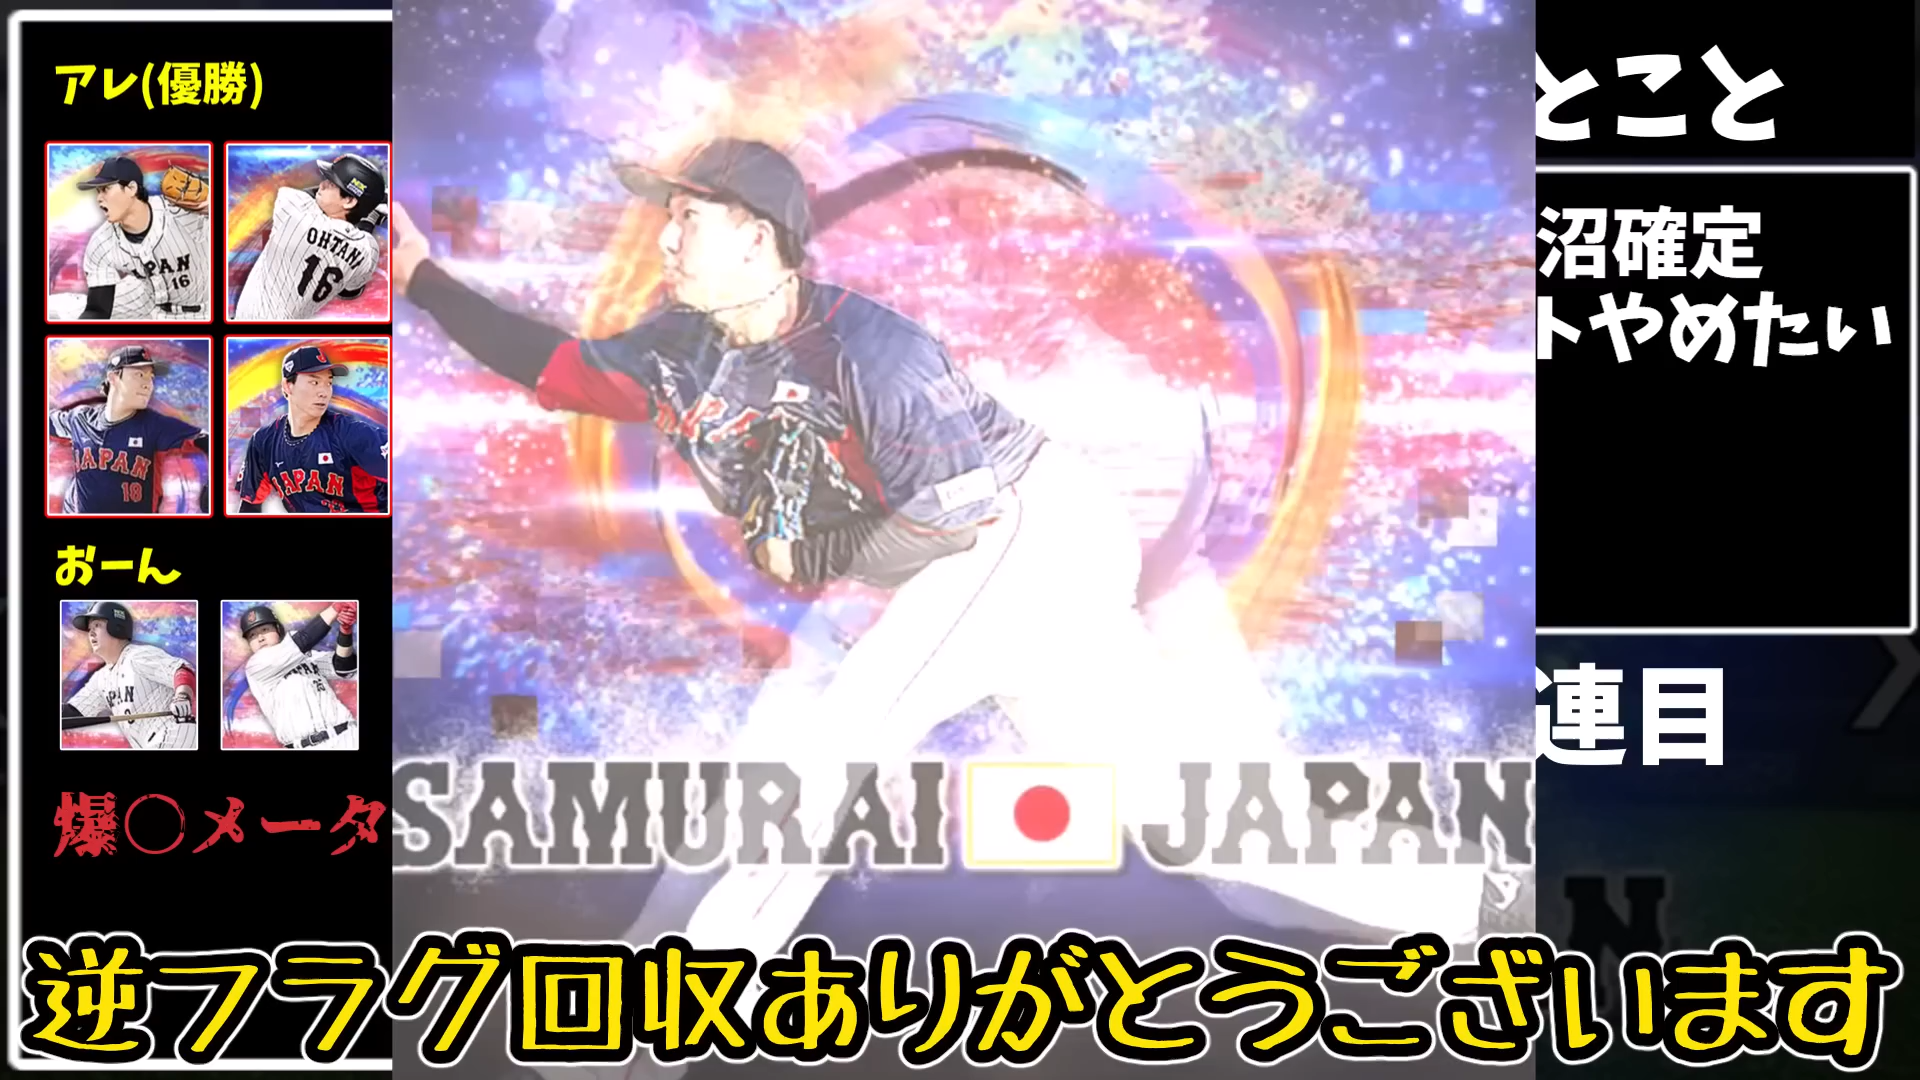 アレ(優勝)
JAPAN
16
OHTANI
16
JAPAN
18
JAPAN
おーん
爆○メータ
SAMURAI JAPAN
とこと
沼確定
トやめたい
連目
N
逆フラグ回収ありがとうございます